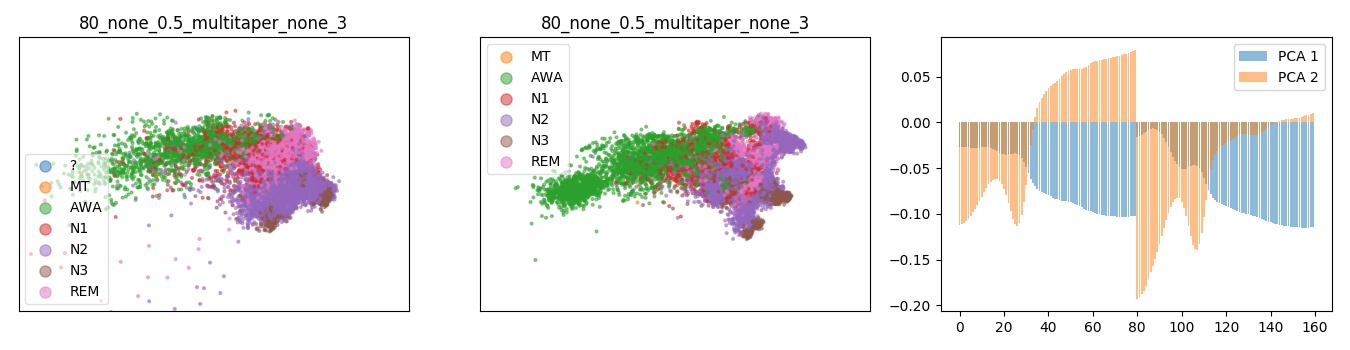 80_none_0.5_multitaper_none_3
?
MT
AWA
N1
N2
N3
REM
80_none_0.5_multitaper_none_3
MT
AWA
N1
N2
N3
REM
PCA 1
PCA 2
0.05
0.00
−0.05
−0.10
−0.15
−0.20
0 20 40 60 80 100 120 140 160